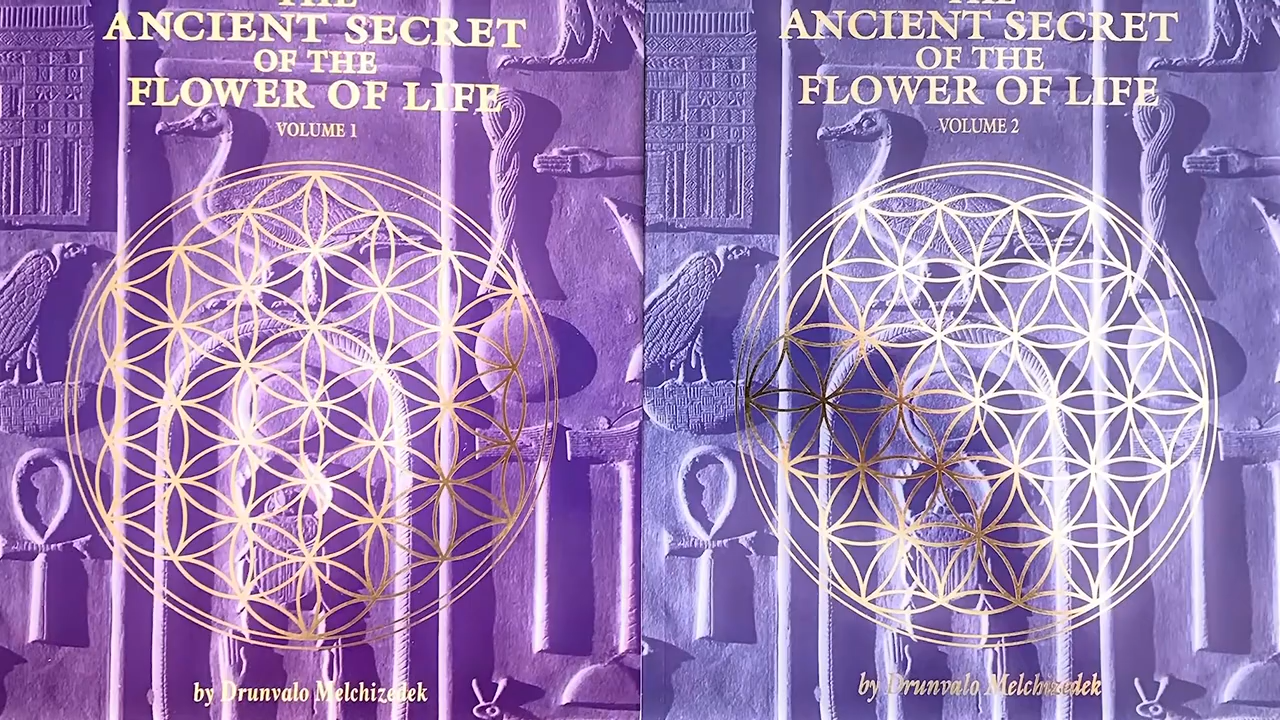 THE
ANCIENT SECRET
OF THE
FLOWER OF LIFE
VOLUME 1
by Drunvalo Melchizedek
THE
ANCIENT SECRET
OF THE
FLOWER OF LIFE
VOLUME 2
by Drunvalo Melchizedek